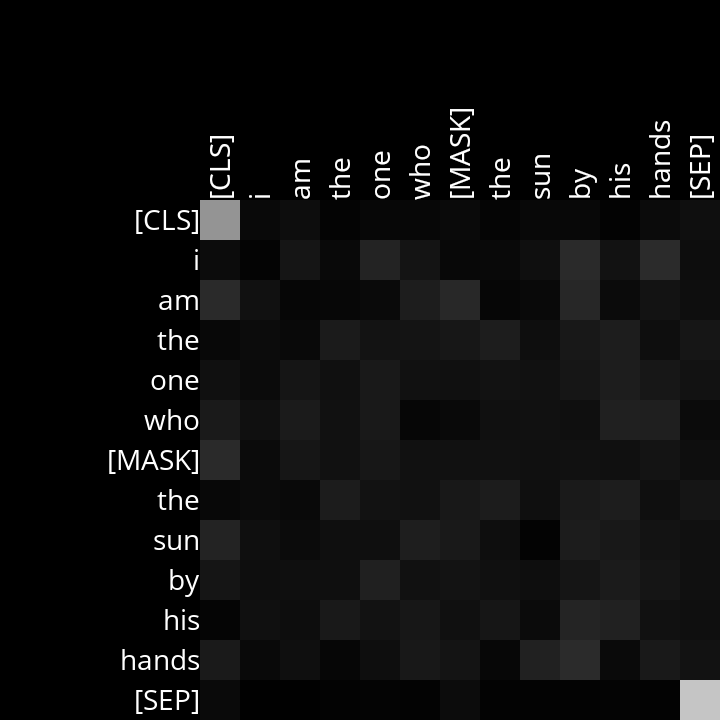 [CLS] i am the one who [MASK] the sun by his hands [SEP]
[CLS]
i
am
the
one
who
[MASK]
the
sun
by
his
hands
[SEP]